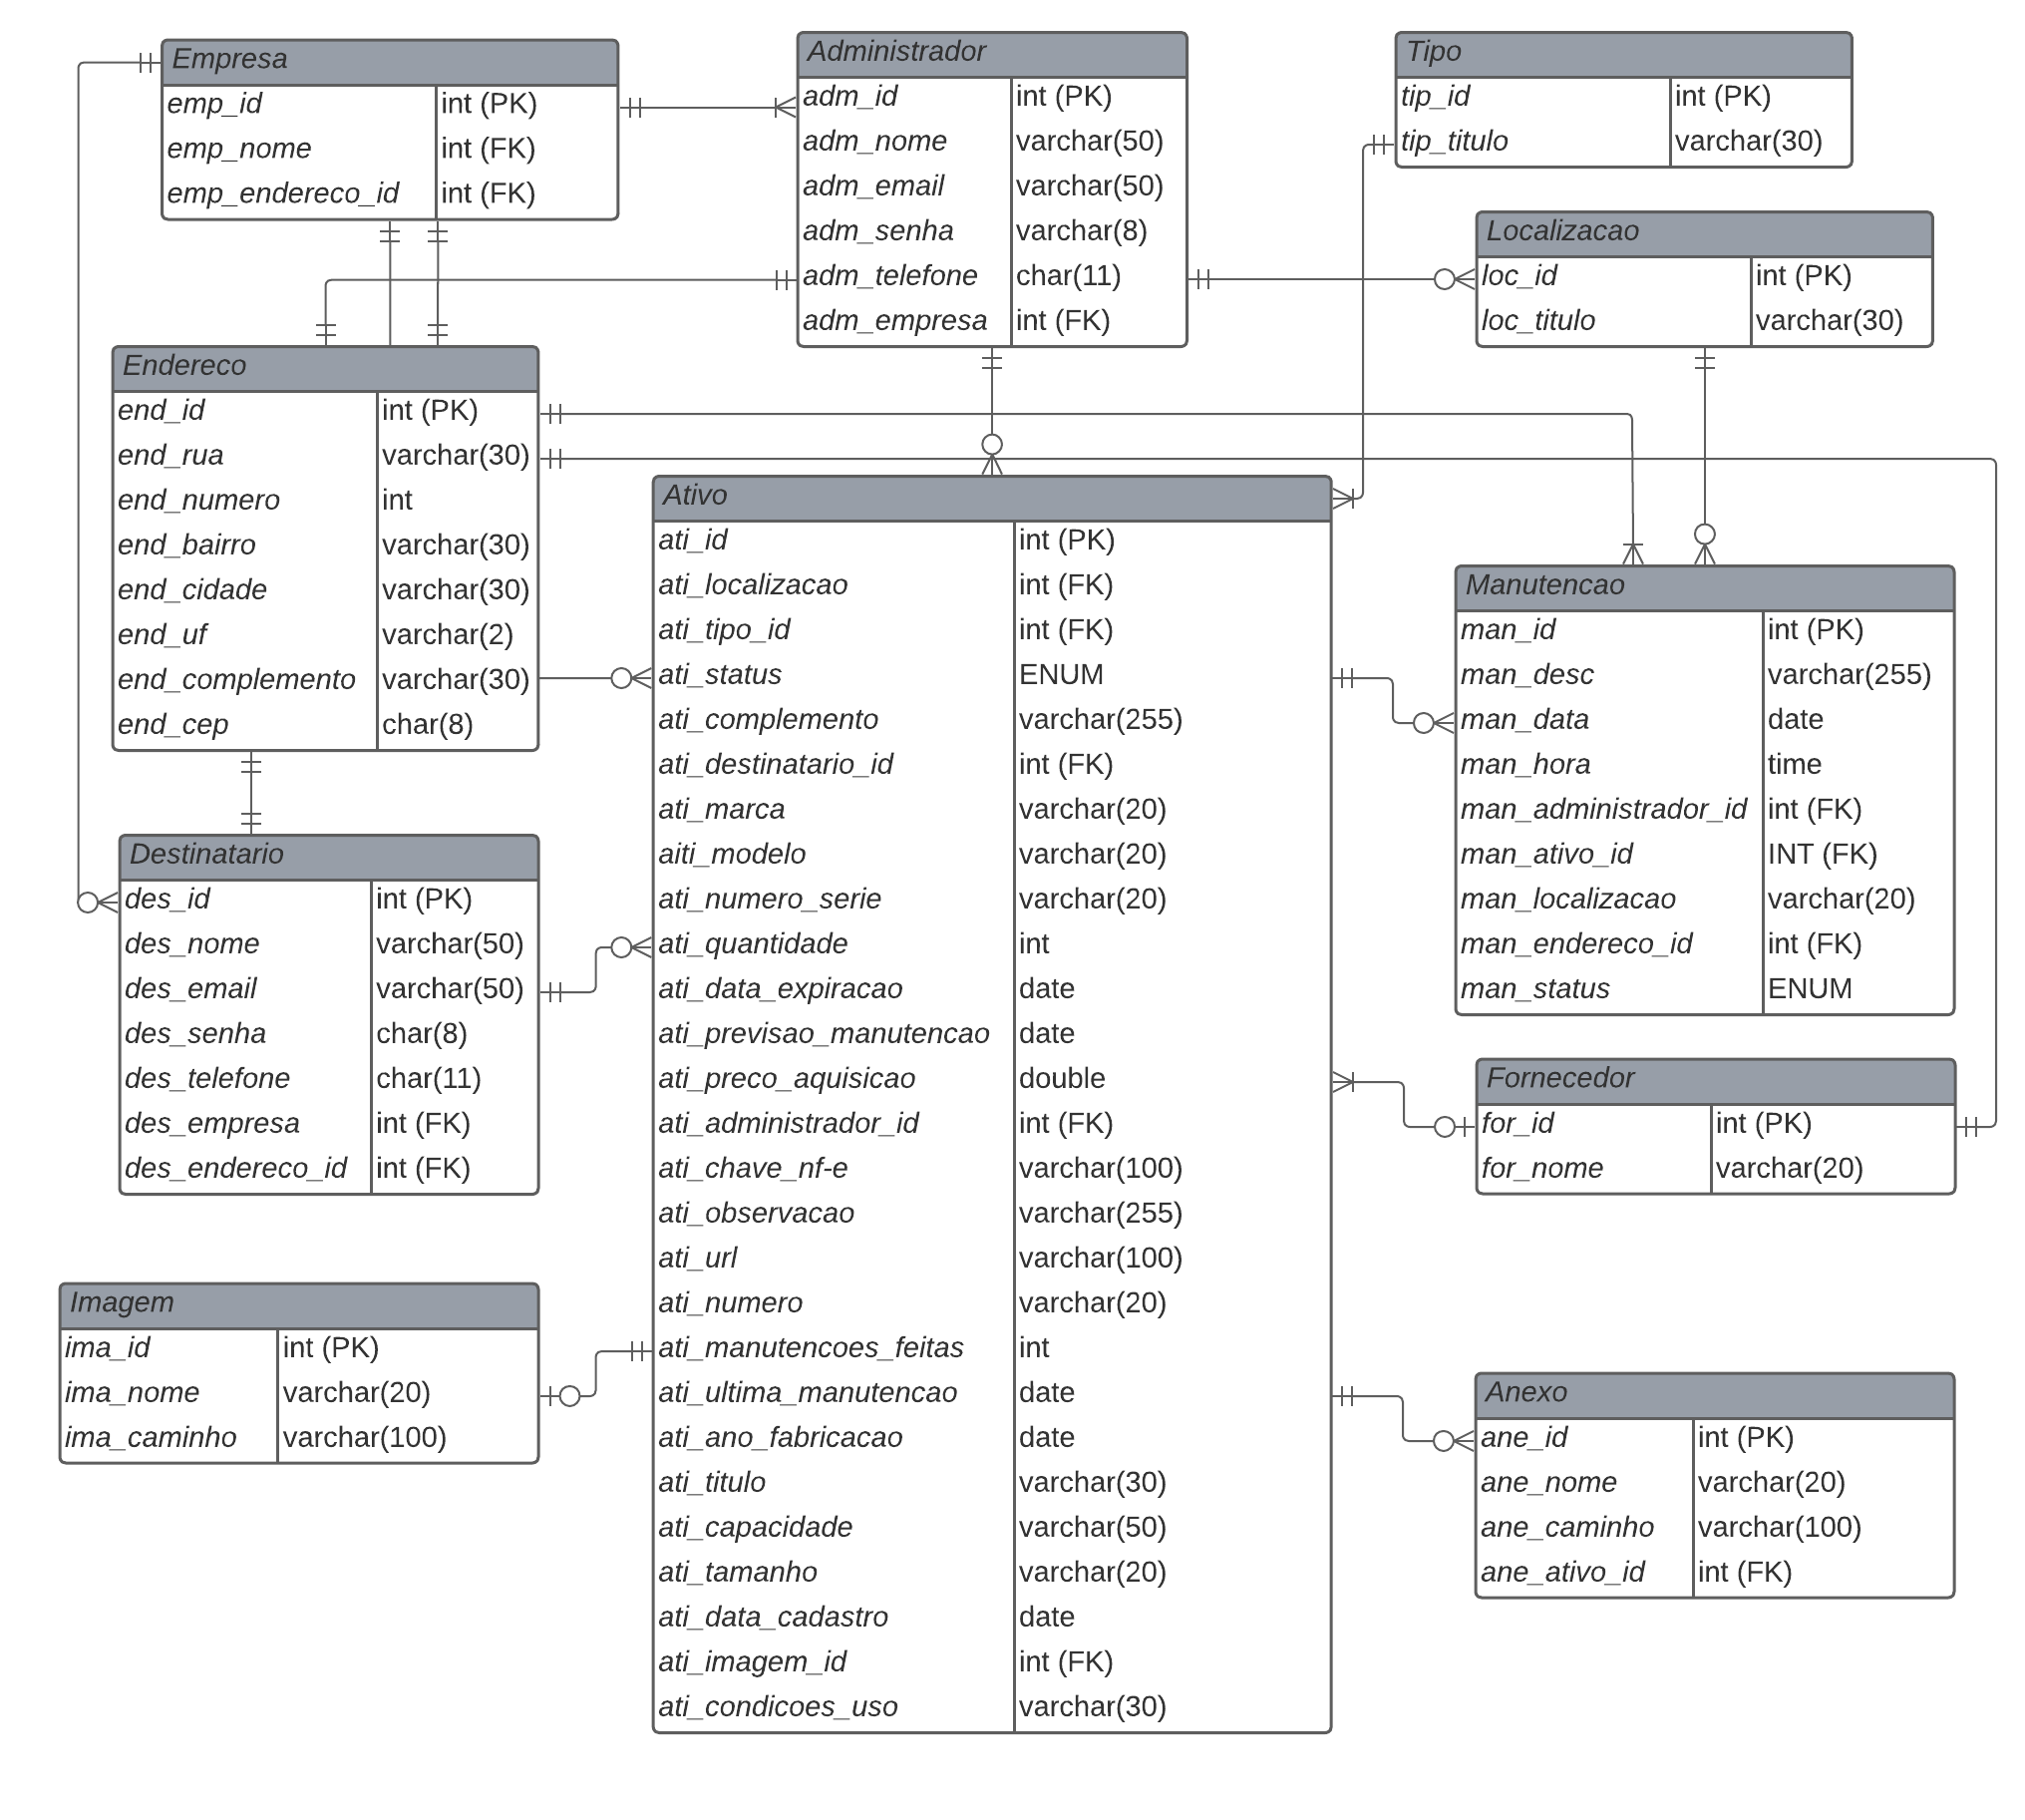 Empresa
emp_id int (PK)
emp_nome int (FK)
emp_endereco_id int (FK)
Administrador
adm_id int (PK)
adm_nome varchar(50)
adm_email varchar(50)
adm_senha varchar(8)
adm_telefone char(11)
adm_empresa int (FK)
Tipo
tip_id int (PK)
tip_titulo varchar(30)
Localizacao
loc_id int (PK)
loc_titulo varchar(30)
Endereco
end_id int (PK)
end_rua varchar(30)
end_numero int
end_bairro varchar(30)
end_cidade varchar(30)
end_uf varchar(2)
end_complemento varchar(30)
end_cep char(8)
Ativo
ati_id int (PK)
ati_localizacao int (FK)
ati_tipo_id int (FK)
ati_status ENUM
ati_complemento varchar(255)
ati_destinatario_id int (FK)
ati_marca varchar(20)
aiti_modelo varchar(20)
ati_numero_serie varchar(20)
ati_quantidade int
ati_data_expiracao date
ati_previsao_manutencao date
ati_preco_aquisicao double
ati_administrador_id int (FK)
ati_chave_nf-e varchar(100)
ati_observacao varchar(255)
ati_url varchar(100)
ati_numero varchar(20)
ati_manutencoes_feitas int
ati_ultima_manutencao date
ati_ano_fabricacao date
ati_titulo varchar(30)
ati_capacidade varchar(50)
ati_tamanho varchar(20)
ati_data_cadastro date
ati_imagem_id int (FK)
ati_condicoes_uso varchar(30)
Manutencao
man_id int (PK)
man_desc varchar(255)
man_data date
man_hora time
man_administrador_id int (FK)
man_ativo_id INT (FK)
man_localizacao varchar(20)
man_endereco_id int (FK)
man_status ENUM
Destinatario
des_id int (PK)
des_nome varchar(50)
des_email varchar(50)
des_senha char(8)
des_telefone char(11)
des_empresa int (FK)
des_endereco_id int (FK)
Fornecedor
for_id int (PK)
for_nome varchar(20)
Imagem
ima_id int (PK)
ima_nome varchar(20)
ima_caminho varchar(100)
Anexo
ane_id int (PK)
ane_nome varchar(20)
ane_caminho varchar(100)
ane_ativo_id int (FK)